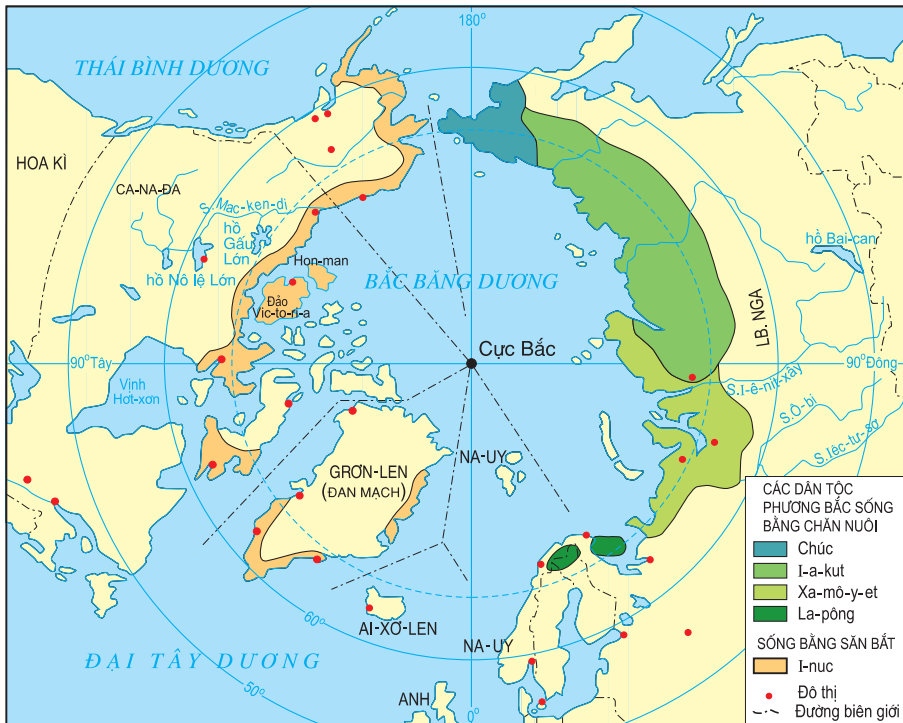 180°
THÁI BÌNH DƯƠNG
HOA KÌ
CA-NA-ĐA
S. Mac-ken-di
hồ
Gấu
Lớn
hồ Nô lệ Lớn
Hon-man
Đảo
Vic-to-ri-a
BẮC BĂNG DƯƠNG
hồ Bai-can
LB. NGA
Cực Bắc
90° Tây
90° Đông
Vịnh
Hơt-xơn
S.I-ê-nit-xây
S.Ô-bi
S.Iêc-tư-sơ
GRƠN-LEN
(ĐAN MẠCH)
NA-UY
AI-XƠ-LEN
NA-UY
60°
50°
ĐẠI TÂY DƯƠNG
ANH
0°
CÁC DÂN TỘC
PHƯƠNG BẮC SỐNG
BẰNG CHĂN NUÔI
Chúc
I-a-kut
Xa-mô-y-et
La-pông
SỐNG BẰNG SĂN BẮT
I-nuc
Đô thị
Đường biên giới